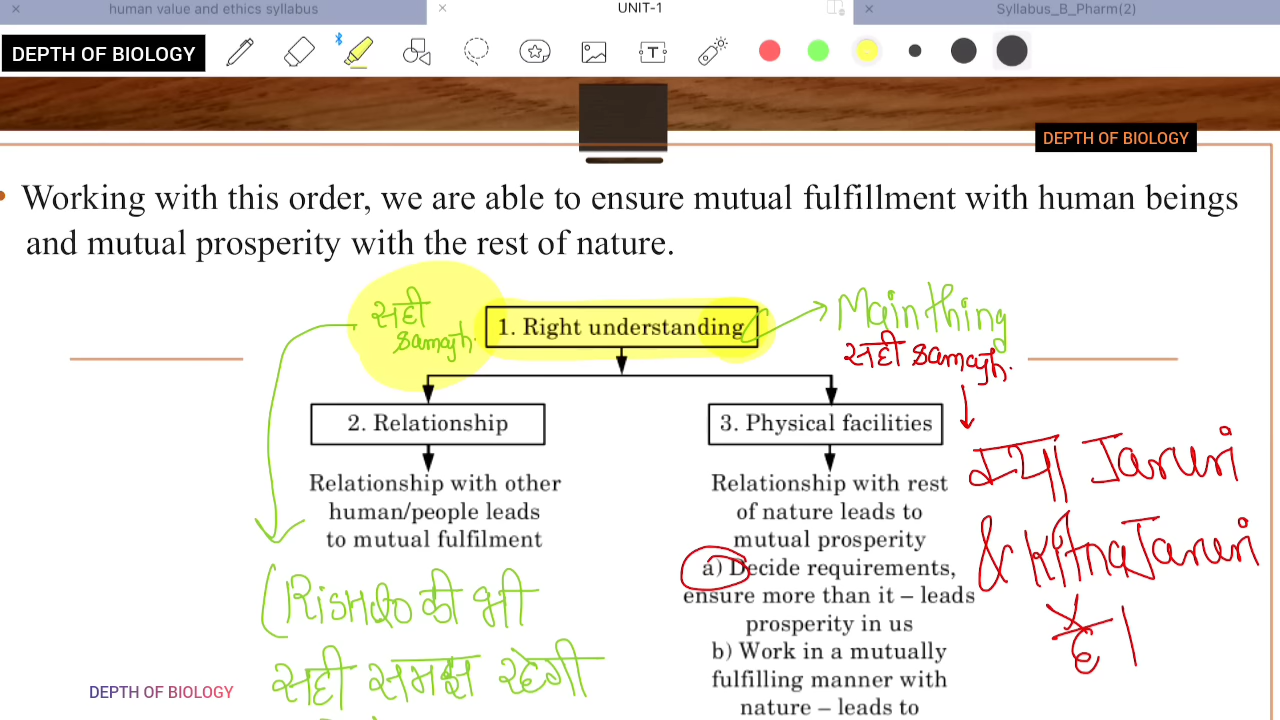 human value and ethics syllabus
UNIT-1
Syllabus_B_Pharm(2)
DEPTH OF BIOLOGY
T
DEPTH OF BIOLOGY
• Working with this order, we are able to ensure mutual fulfillment with human beings
and mutual prosperity with the rest of nature.
सही
samajh.
1. Right understanding
Main thing
सही samajh.
2. Relationship
3. Physical facilities
क्या Jaruri
& Kitna Jaruri
है।
Relationship with other
human/people leads
to mutual fulfilment
Relationship with rest
of nature leads to
mutual prosperity
a) Decide requirements,
ensure more than it – leads
prosperity in us
b) Work in a mutually
fulfilling manner with
nature – leads to
(Rishto की भी
सही समझ रहेगी
DEPTH OF BIOLOGY